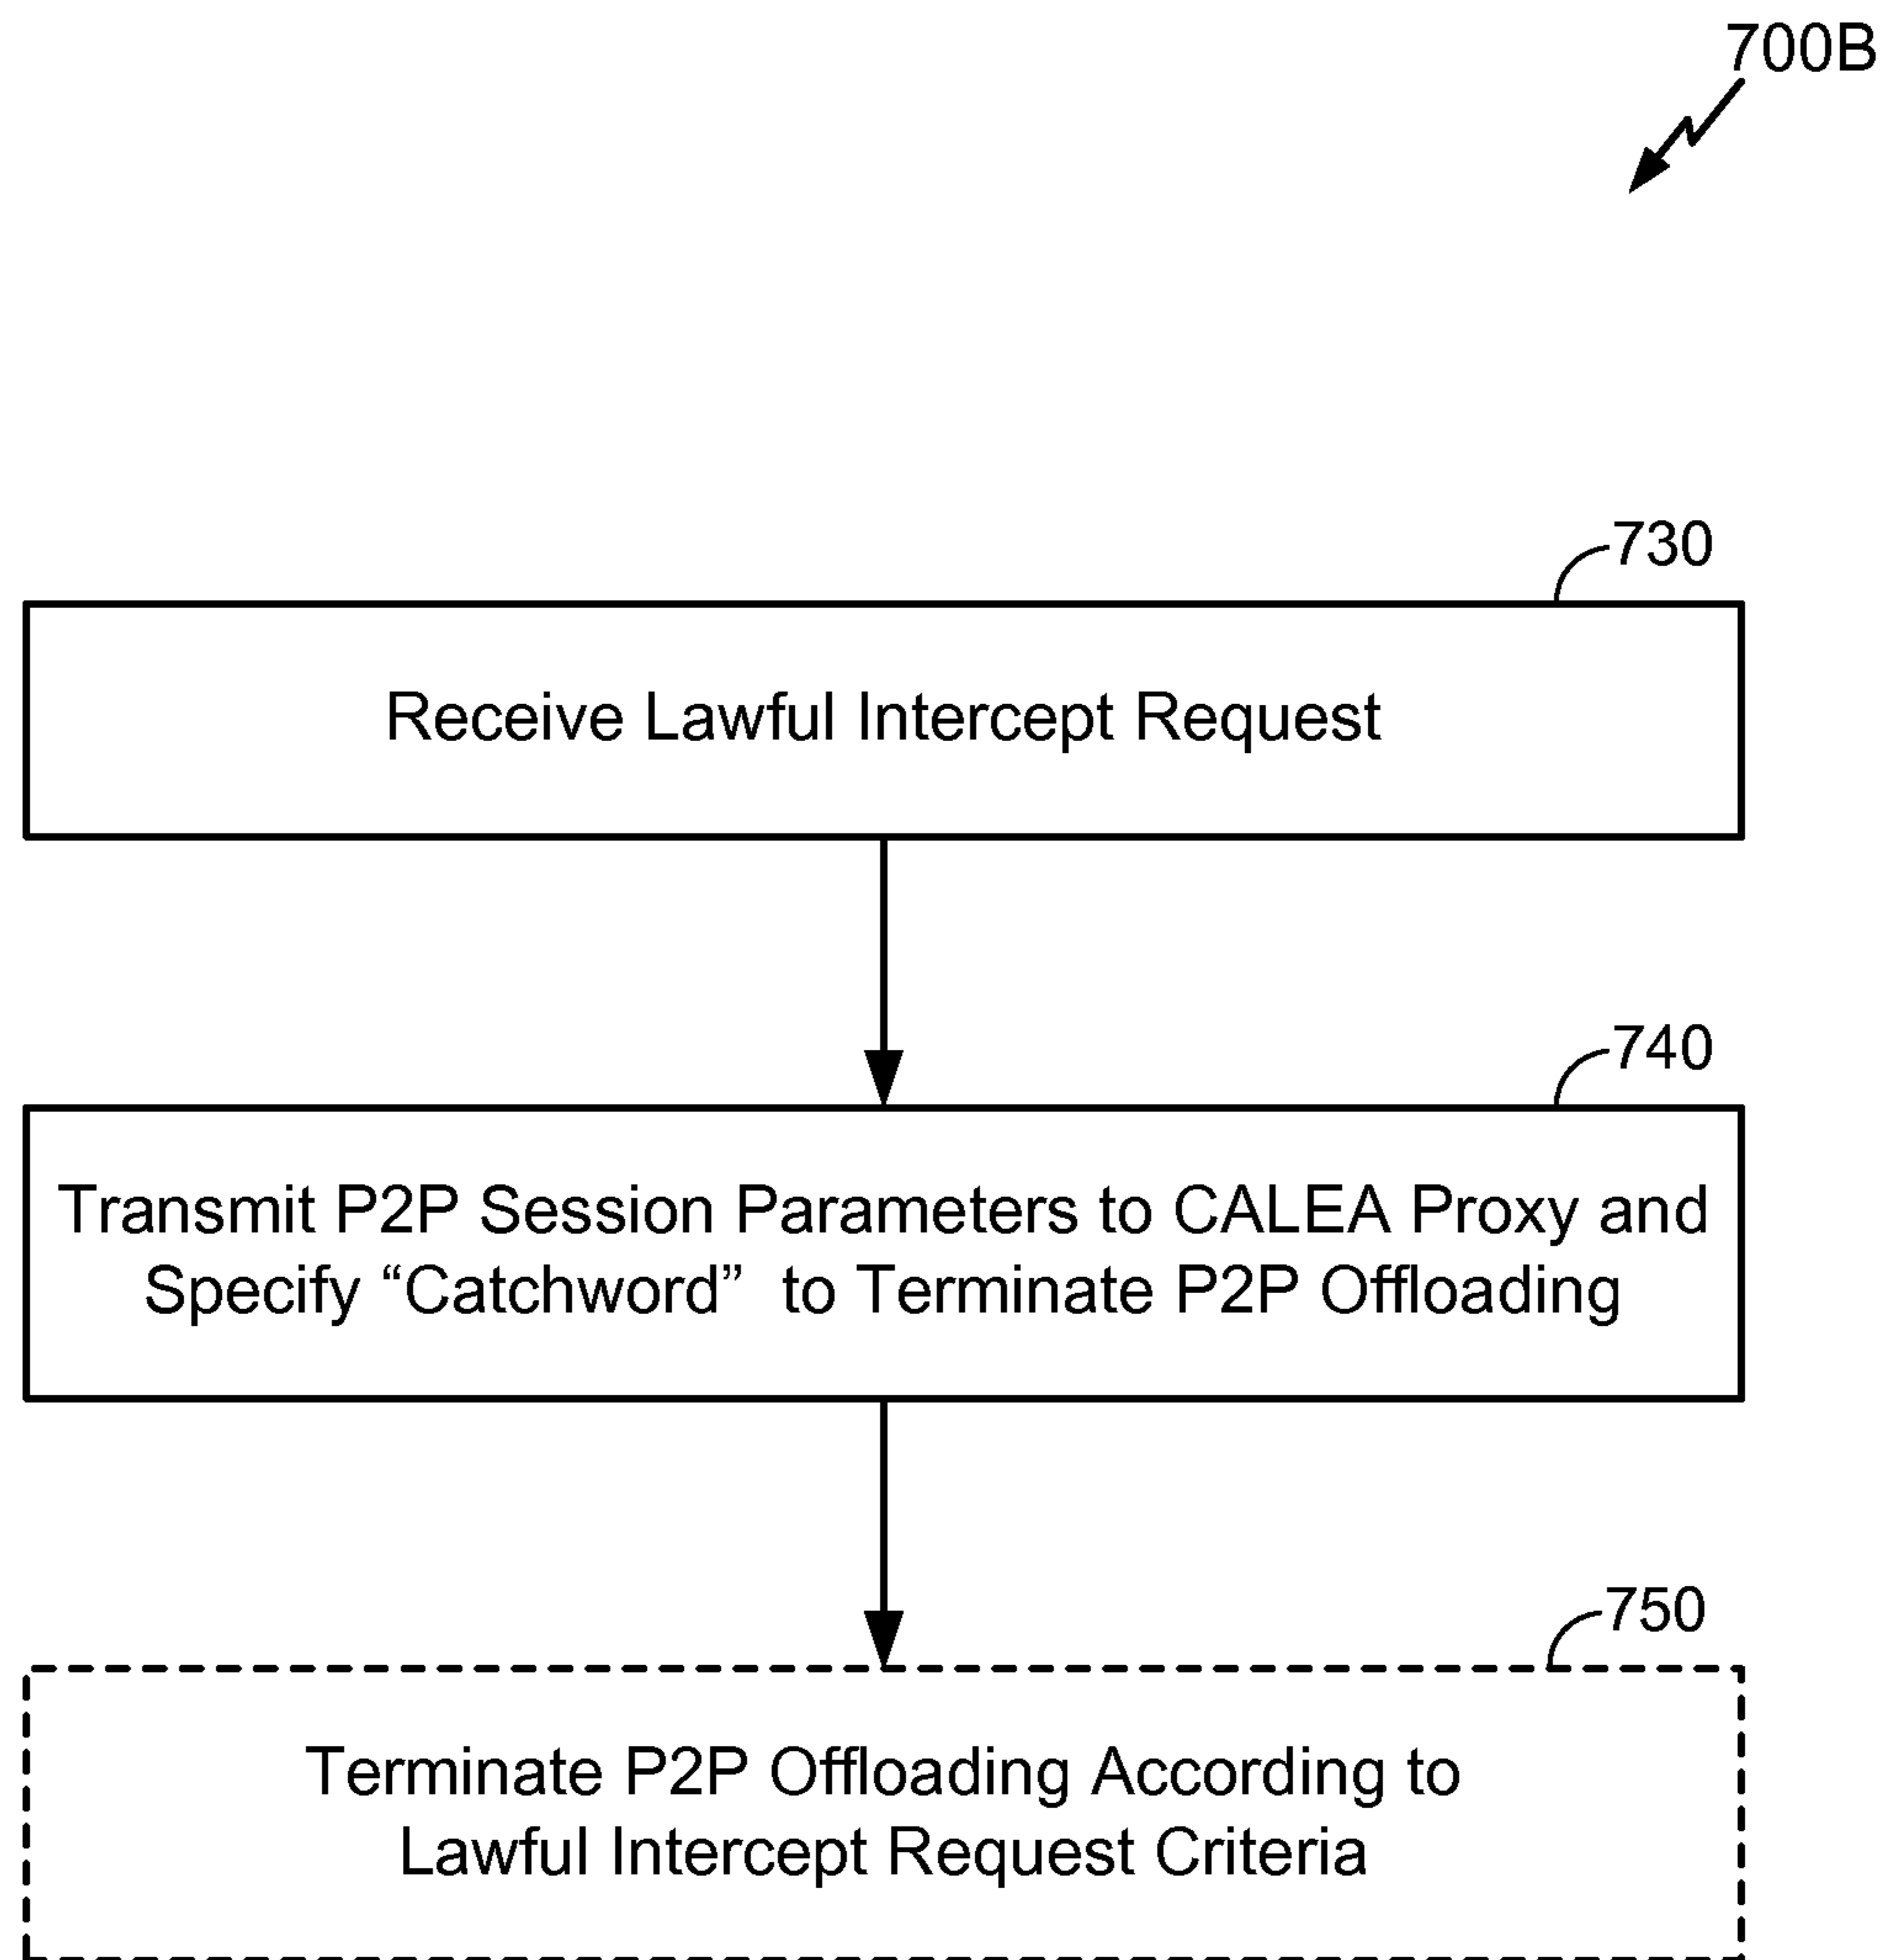 700B
730
Receive Lawful Intercept Request
740
Transmit P2P Session Parameters to CALEA Proxy and
Specify “Catchword” to Terminate P2P Offloading
750
Terminate P2P Offloading According to
Lawful Intercept Request Criteria